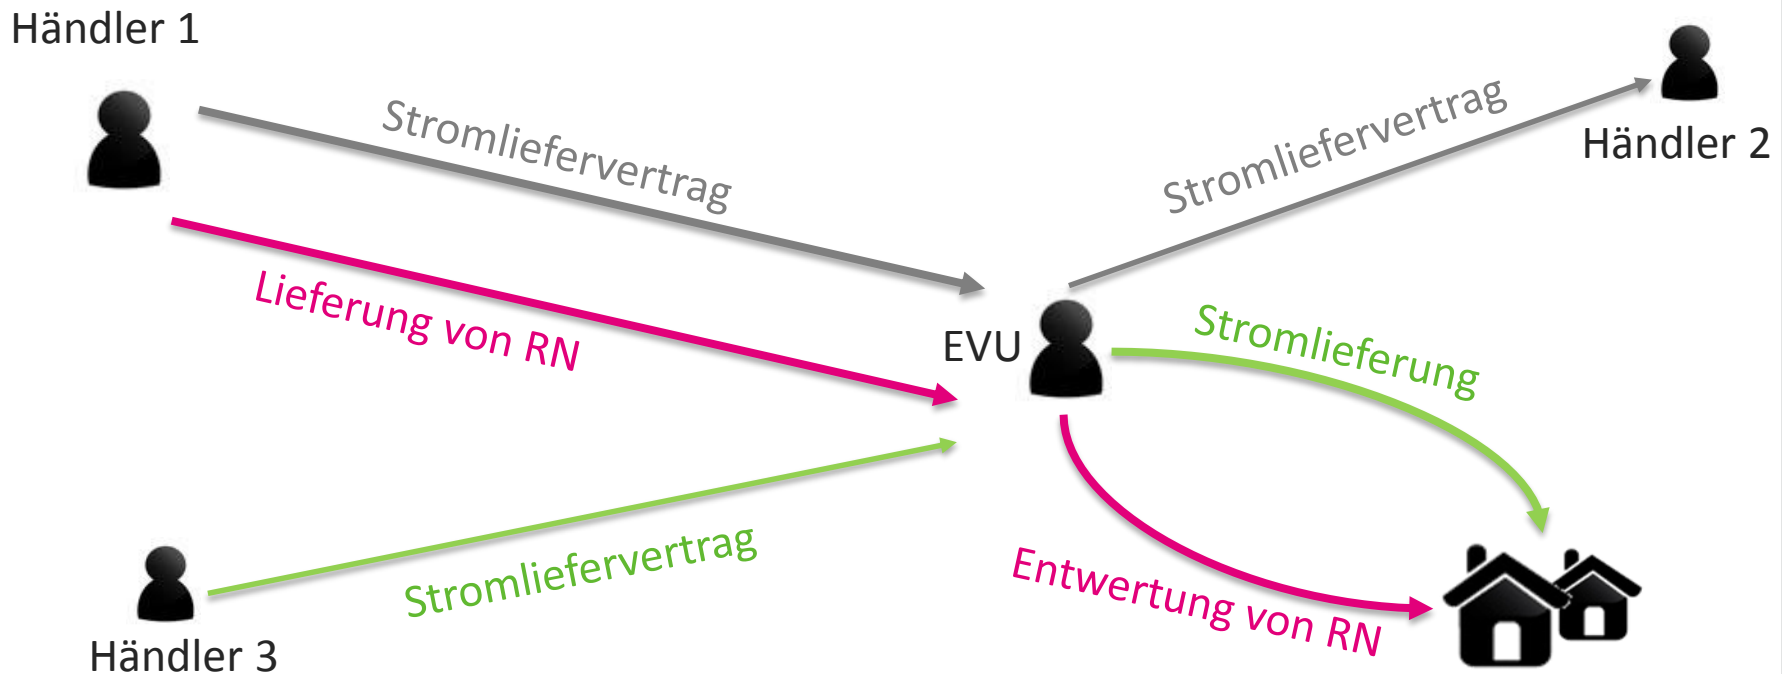 Händler 1
Stromliefervertrag
Stromliefervertrag
Händler 2
Lieferung von RN
EVU
Stromlieferung
Stromliefervertrag
Entwertung von RN
Händler 3